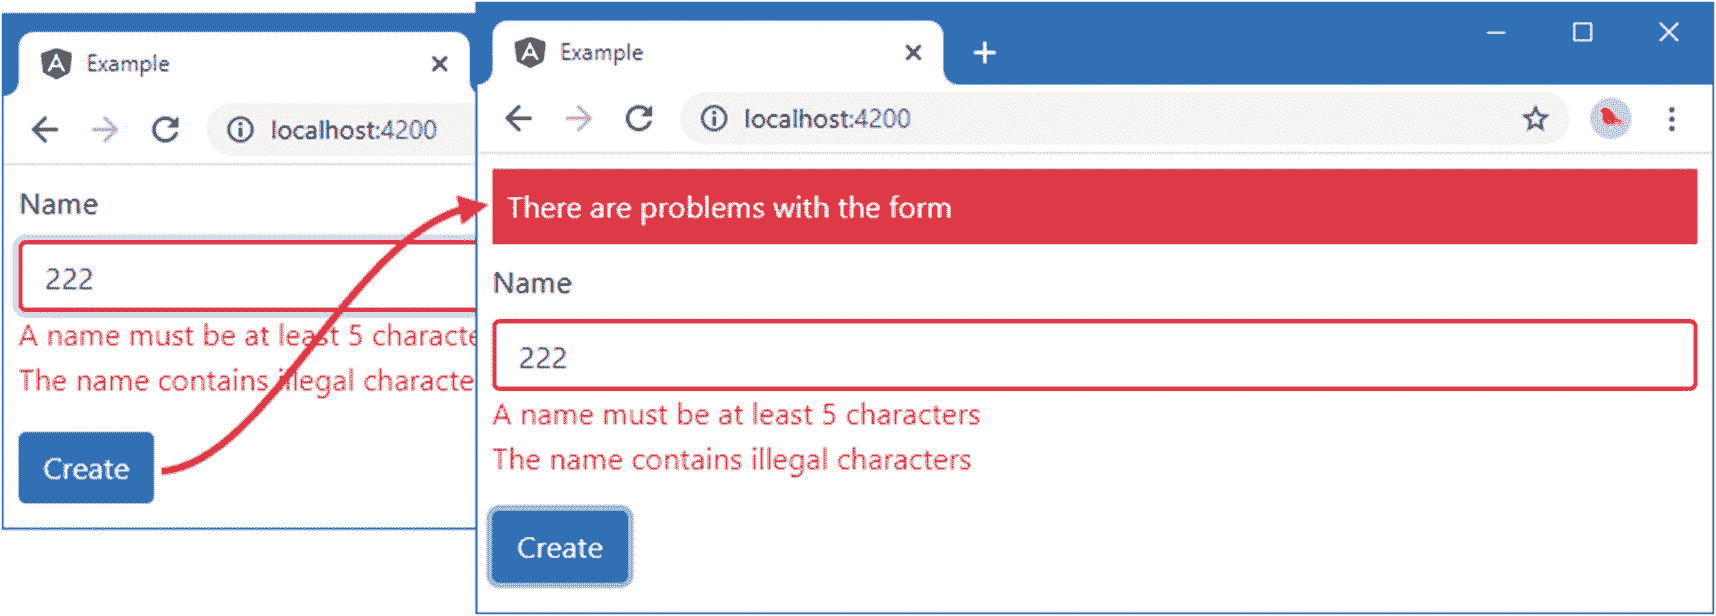 Example
localhost:4200
Name
222
A name must be at least 5 characte
The name contains illegal characte
Create
Example
localhost:4200
There are problems with the form
Name
222
A name must be at least 5 characters
The name contains illegal characters
Create